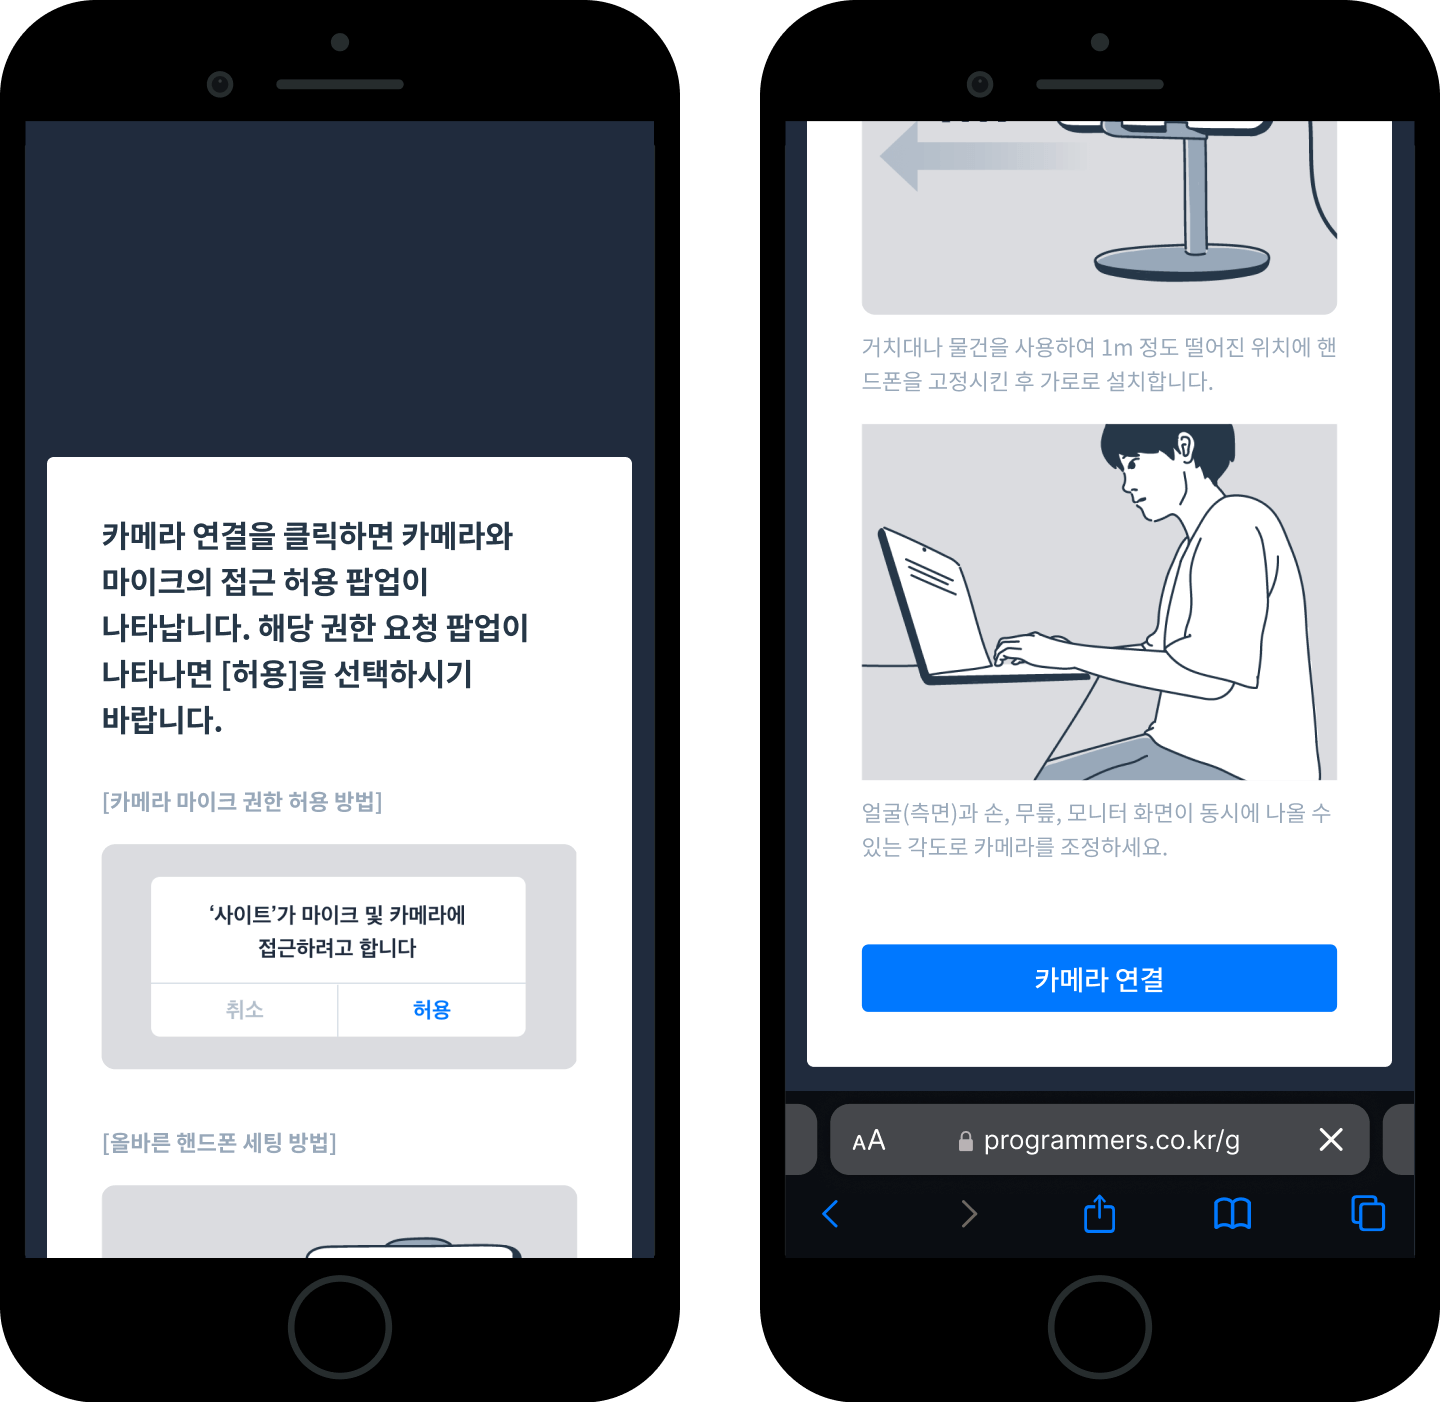 카메라 연결을 클릭하면 카메라와
마이크의 접근 허용 팝업이
나타납니다. 해당 권한 요청 팝업이
나타나면 [허용]을 선택하시기
바랍니다.
[카메라 마이크 권한 허용 방법]
‘사이트’가 마이크 및 카메라에
접근하려고 합니다
취소
허용
[올바른 핸드폰 세팅 방법]
거치대나 물건을 사용하여 1m 정도 떨어진 위치에 핸
드폰을 고정시킨 후 가로로 설치합니다.
얼굴(측면)과 손, 무릎, 모니터 화면이 동시에 나올 수
있는 각도로 카메라를 조정하세요.
카메라 연결
AA programmers.co.kr/g